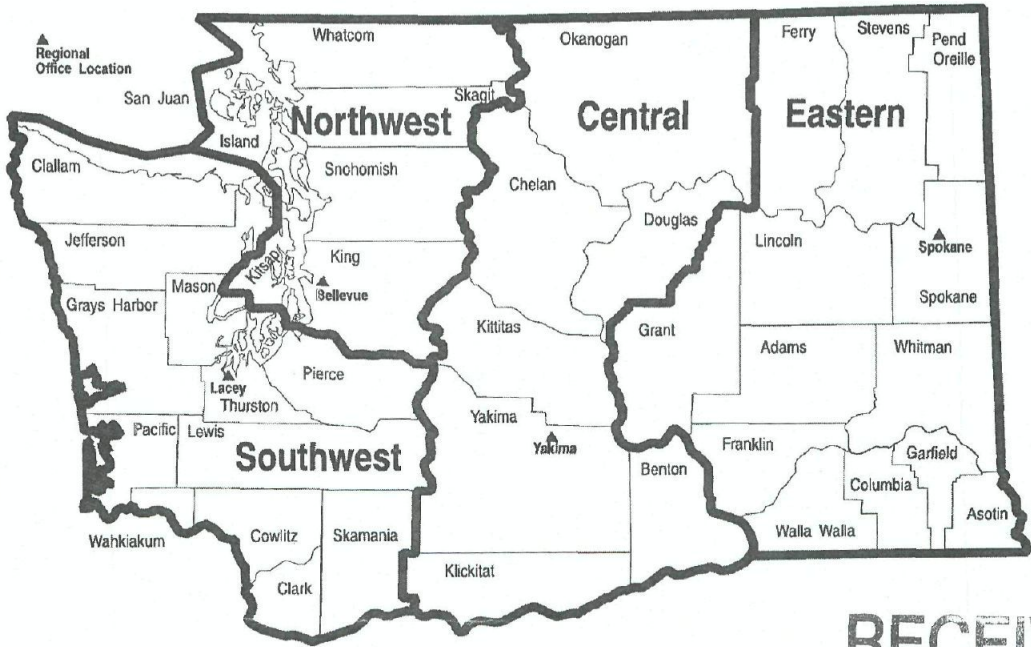 Regional
Office Location
San Juan
Whatcom
Skagit
Island
Northwest
Snohomish
King
Bellevue
Kitsap
Okanogan
Central
Chelan
Douglas
Kittitas
Yakima
Yakima
Benton
Klickitat
Ferry
Stevens
Pend
Oreille
Eastern
Lincoln
Spokane
Spokane
Grant
Adams
Whitman
Franklin
Garfield
Columbia
Walla Walla
Asotin
Clallam
Jefferson
Mason
Grays Harbor
Pierce
Lacey
Thurston
Pacific
Lewis
Southwest
Wahkiakum
Cowlitz
Skamania
Clark